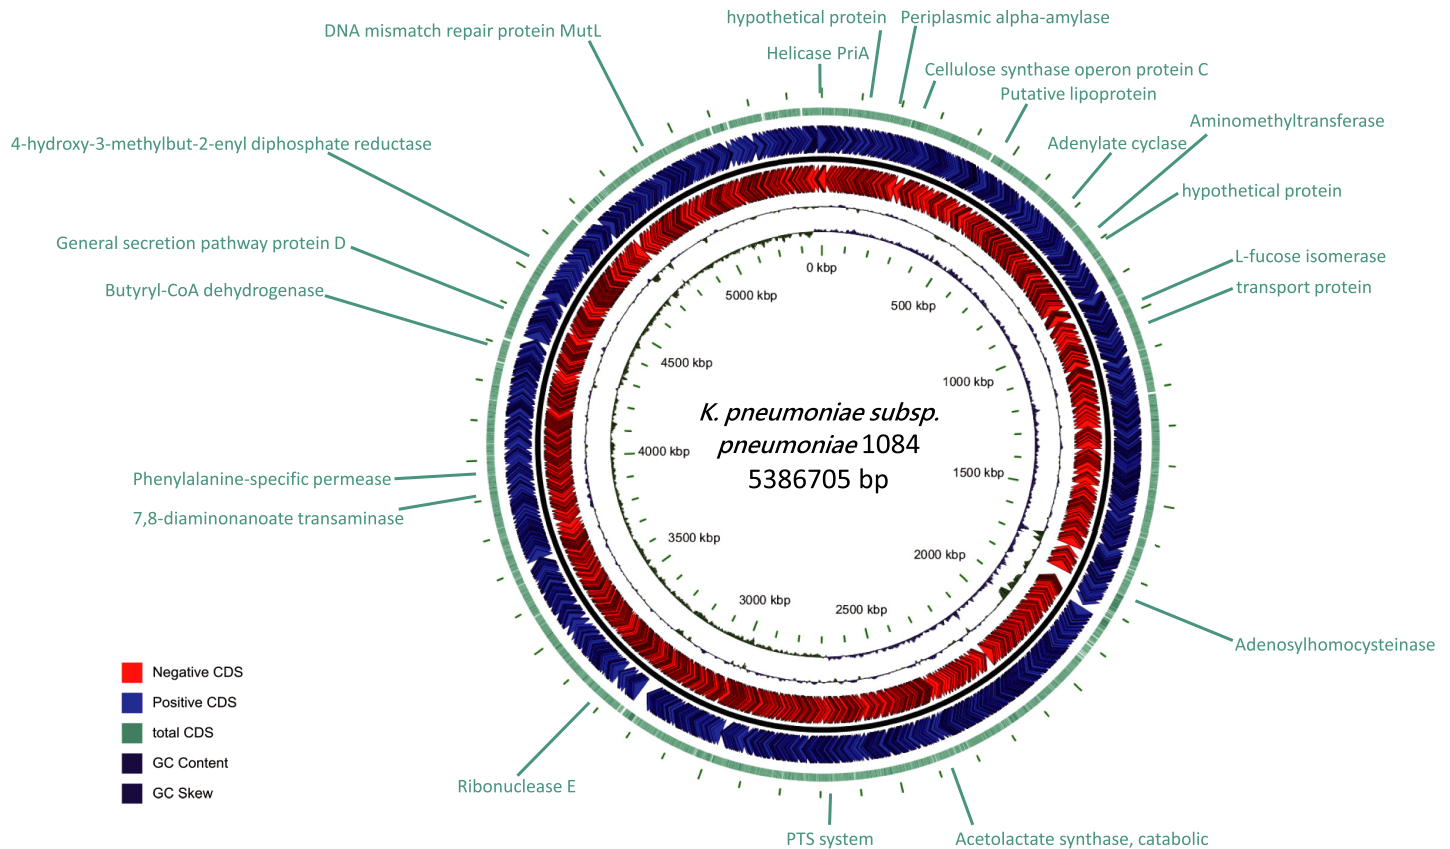 hypothetical protein
Periplasmic alpha-amylase
DNA mismatch repair protein MutL
Helicase PriA
Cellulose synthase operon protein C
Putative lipoprotein
Aminomethyltransferase
4-hydroxy-3-methylbut-2-enyl diphosphate reductase
Adenylate cyclase
hypothetical protein
General secretion pathway protein D
L-fucose isomerase
Butyryl-CoA dehydrogenase
transport protein
0 kbp
5000 kbp
500 kbp
4500 kbp
1000 kbp
K. pneumoniae subsp.
pneumoniae 1084
5386705 bp
4000 kbp
1500 kbp
Phenylalanine-specific permease
7,8-diaminonanoate transaminase
3500 kbp
2000 kbp
3000 kbp
2500 kbp
Adenosylhomocysteinase
Negative CDS
Positive CDS
total CDS
GC Content
GC Skew
Ribonuclease E
PTS system
Acetolactate synthase, catabolic